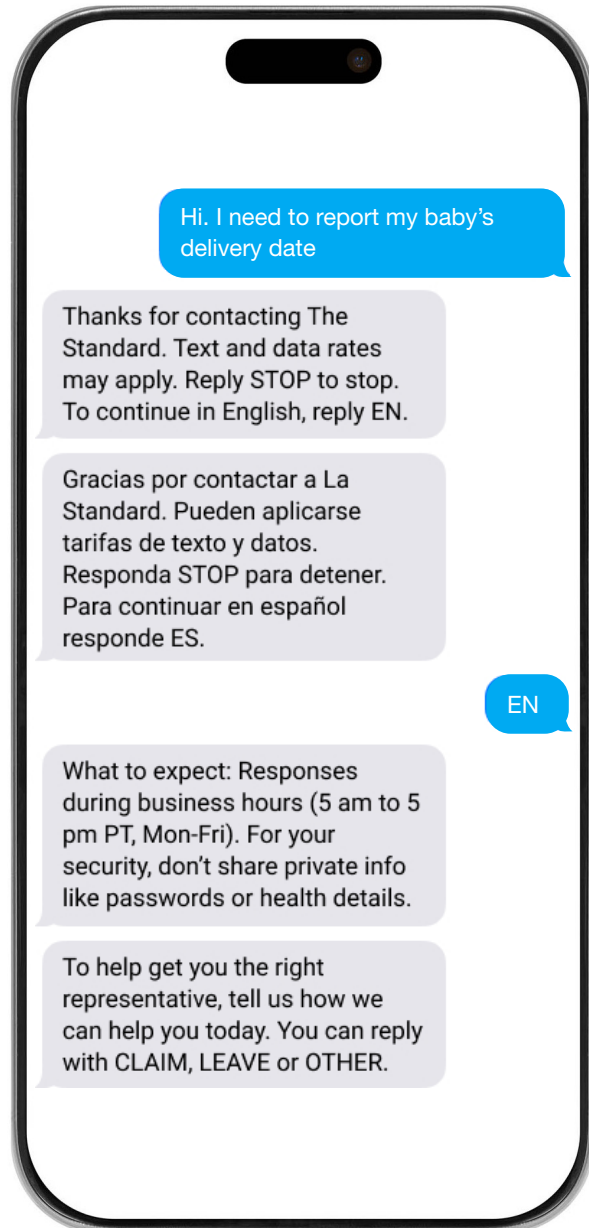 Hi. I need to report my baby’s
delivery date
Thanks for contacting The
Standard. Text and data rates
may apply. Reply STOP to stop.
To continue in English, reply EN.
Gracias por contactar a La
Standard. Pueden aplicarse
tarifas de texto y datos.
Responda STOP para detener.
Para continuar en español
responde ES.
EN
What to expect: Responses
during business hours (5 am to 5
pm PT, Mon-Fri). For your
security, don’t share private info
like passwords or health details.
To help get you the right
representative, tell us how we
can help you today. You can reply
with CLAIM, LEAVE or OTHER.